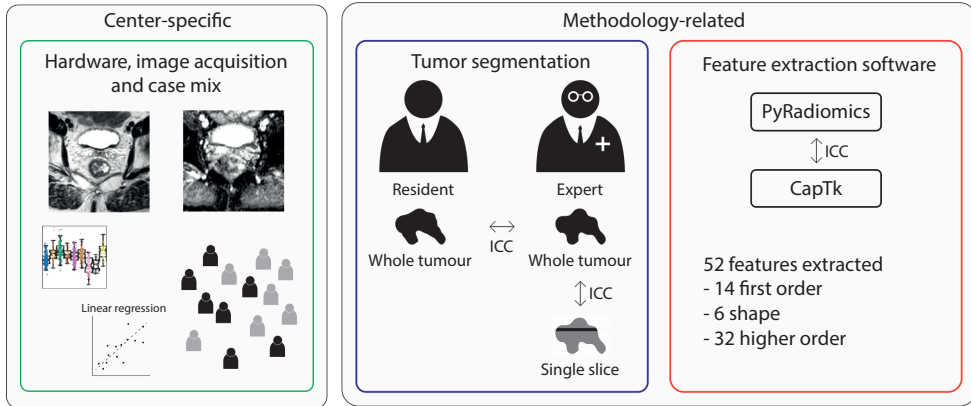 Center-specific
Hardware, image acquisition
and case mix
Linear regression
Methodology-related
Tumor segmentation
Resident
Expert
Whole tumour
ICC
Whole tumour
ICC
Single slice
Feature extraction software
PyRadiomics
ICC
CapTk
52 features extracted
- 14 first order
- 6 shape
- 32 higher order